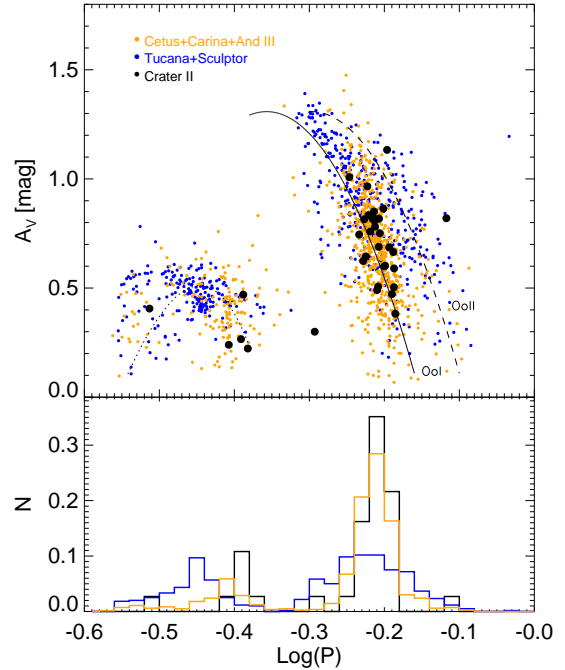 Cetus+Carina+And III
Tucana+Sculptor
Crater II
1.5
1.0
0.5
0.0
A_V [mag]
OoII
OoI
0.3
0.2
0.1
0.0
N
-0.6 -0.5 -0.4 -0.3 -0.2 -0.1 -0.0
Log(P)